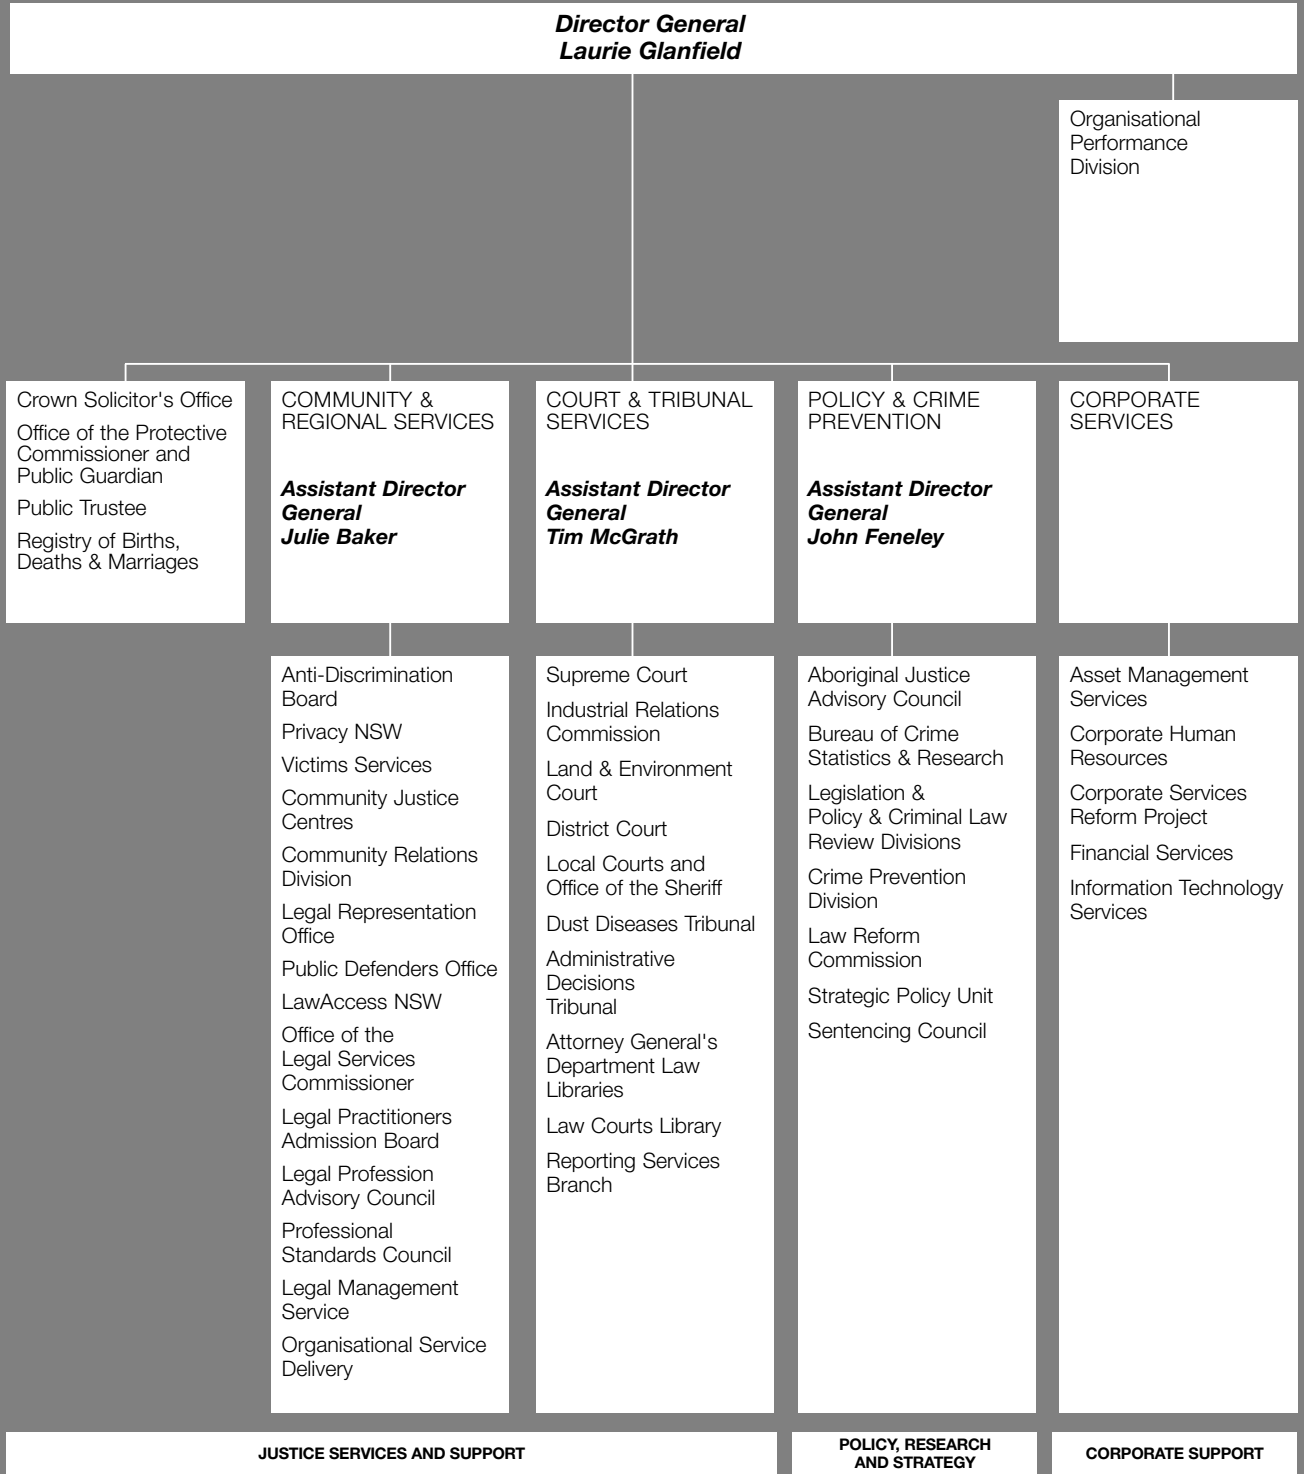 Director General
Laurie Glanfield
Organisational
Performance
Division
Crown Solicitor's Office
Office of the Protective
Commissioner and
Public Guardian
Public Trustee
Registry of Births,
Deaths & Marriages
COMMUNITY &
REGIONAL SERVICES
Assistant Director
General
Julie Baker
COURT & TRIBUNAL
SERVICES
Assistant Director
General
Tim McGrath
POLICY & CRIME
PREVENTION
Assistant Director
General
John Feneley
CORPORATE
SERVICES
Anti-Discrimination
Board
Privacy NSW
Victims Services
Community Justice
Centres
Community Relations
Division
Legal Representation
Office
Public Defenders Office
LawAccess NSW
Office of the
Legal Services
Commissioner
Legal Practitioners
Admission Board
Legal Profession
Advisory Council
Professional
Standards Council
Legal Management
Service
Organisational Service
Delivery
Supreme Court
Industrial Relations
Commission
Land & Environment
Court
District Court
Local Courts and
Office of the Sheriff
Dust Diseases Tribunal
Administrative
Decisions
Tribunal
Attorney General's
Department Law
Libraries
Law Courts Library
Reporting Services
Branch
Aboriginal Justice
Advisory Council
Bureau of Crime
Statistics & Research
Legislation &
Policy & Criminal Law
Review Divisions
Crime Prevention
Division
Law Reform
Commission
Strategic Policy Unit
Sentencing Council
Asset Management
Services
Corporate Human
Resources
Corporate Services
Reform Project
Financial Services
Information Technology
Services
JUSTICE SERVICES AND SUPPORT
POLICY, RESEARCH
AND STRATEGY
CORPORATE SUPPORT